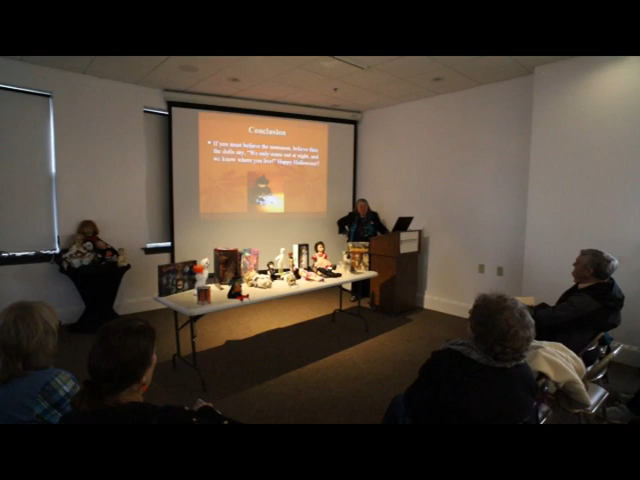 Conclusion
• If you must believe the nonsense, believe then
the dolls say, "We only come out at night, and
we know where you live!" Happy Halloween!!